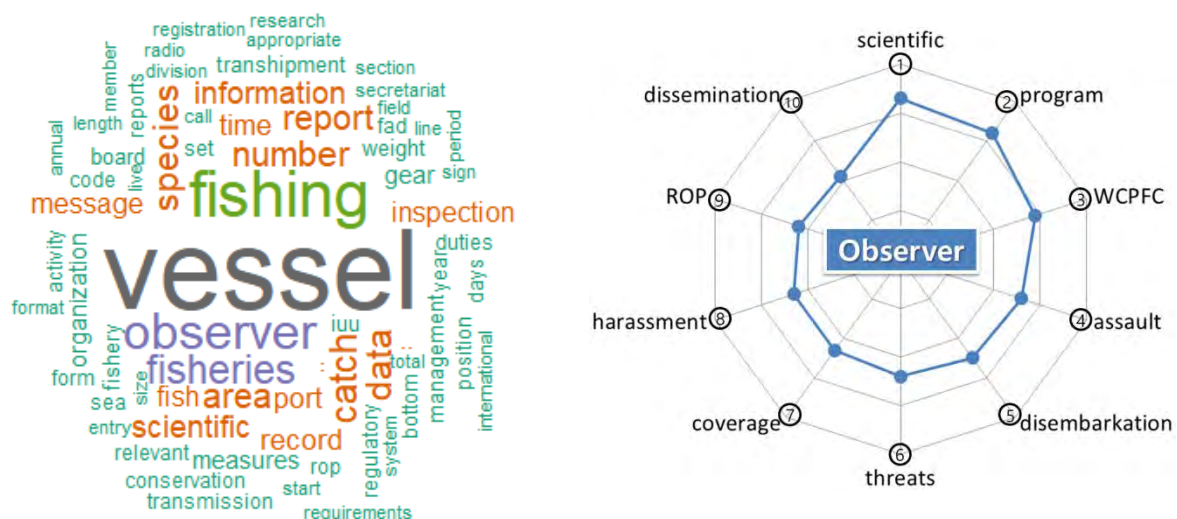 research
registration
appropriate
radio
member
division
transhipment
section
reports
information
secretariat
species
call
field
length
time
report
fad
line
period
annual
set
number
weight
board
live
code
gear
sign
fishing
message
inspection
vessel
duties
activity
organization
year
days
format
observer
iuu
catch
data
: 
..
total
management
position
international
fishery
fisheries
form
size
fish
area
port
bottom
sea
entry
scientific
record
regulatory
system
relevant
measures
rop
conservation
start
transmission
requirements
scientific
1
dissemination
10
2
program
ROP
9
3
WCPFC
Observer
harassment
8
4
assault
coverage
7
5
disembarkation
6
threats